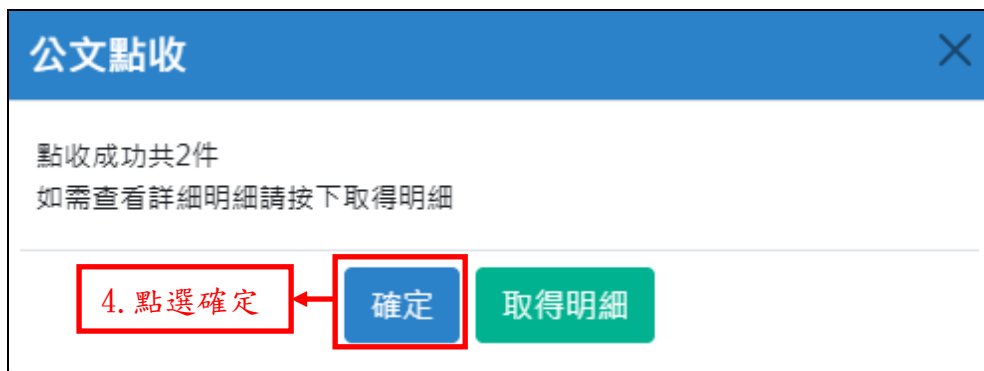 公文點收
點收成功共2件
如需查看詳細明細請按下取得明細
4.點選確定
確定
取得明細